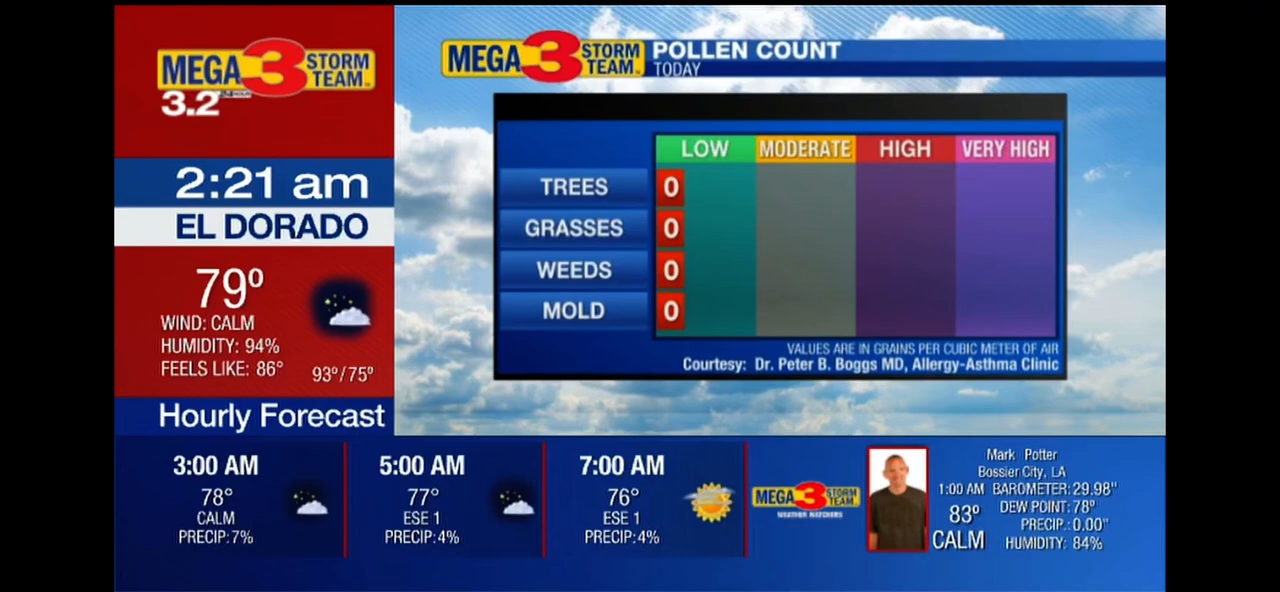 MEGA 3 STORM TEAM
3.2
2:21 am
EL DORADO
79º
WIND: CALM
HUMIDITY: 94%
FEELS LIKE: 86°
93º/75º
MEGA 3 STORM TEAM
POLLEN COUNT
TODAY
LOW MODERATE HIGH VERY HIGH
TREES 0
GRASSES 0
WEEDS 0
MOLD 0
VALUES ARE IN GRAINS PER CUBIC METER OF AIR
Courtesy: Dr. Peter B. Boggs MD, Allergy-Asthma Clinic
Hourly Forecast
3:00 AM
78°
CALM
PRECIP: 7%
5:00 AM
77°
ESE 1
PRECIP: 4%
7:00 AM
76°
ESE 1
PRECIP: 4%
MEGA 3 STORM TEAM
WEATHER WATCHERS
Mark Potter
Bossier City, LA
1:00 AM
83º
CALM
BAROMETER: 29.98"
DEW POINT: 78º
PRECIP.: 0.00"
HUMIDITY: 84%